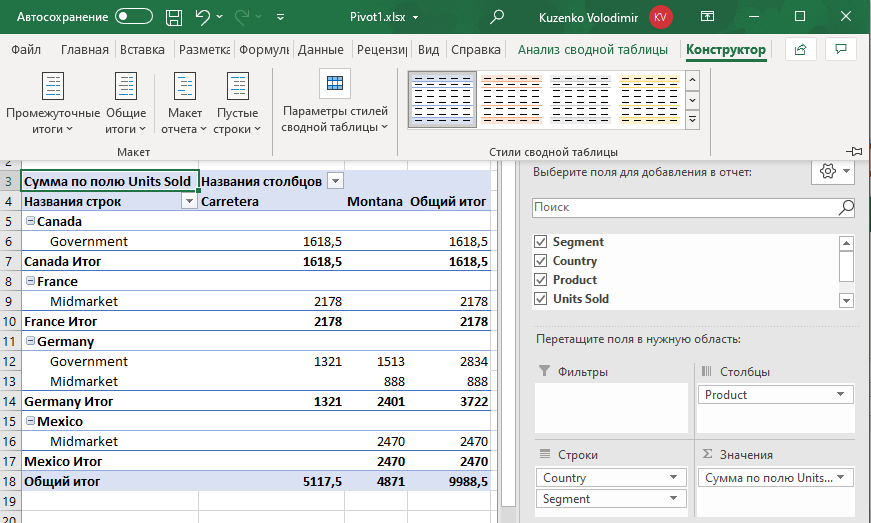 Автосохранение Pivot1.xlsx Kuzenko Volodimir KV
Файл Главная Вставка Разметка Формулы Данные Рецензир Вид Справка Анализ сводной таблицы Конструктор
Промежуточные итоги Общие итоги Макет отчета Пустые строки Параметры стилей сводной таблицы
Макет Стили сводной таблицы
2
3 Сумма по полю Units Sold Названия столбцов
4 Названия строк Carretera Montana Общий итог
5 Canada
6 Government 1618,5 1618,5
7 Canada Итог 1618,5 1618,5
8 France
9 Midmarket 2178 2178
10 France Итог 2178 2178
11 Germany
12 Government 1321 1513 2834
13 Midmarket 888 888
14 Germany Итог 1321 2401 3722
15 Mexico
16 Midmarket 2470 2470
17 Mexico Итог 2470 2470
18 Общий итог 5117,5 4871 9988,5
19
20
Выберите поля для добавления в отчет:
Поиск
Segment
Country
Product
Units Sold
Перетащите поля в нужную область:
Фильтры Столбцы
Product
Строки Σ Значения
Country Сумма по полю Units...
Segment